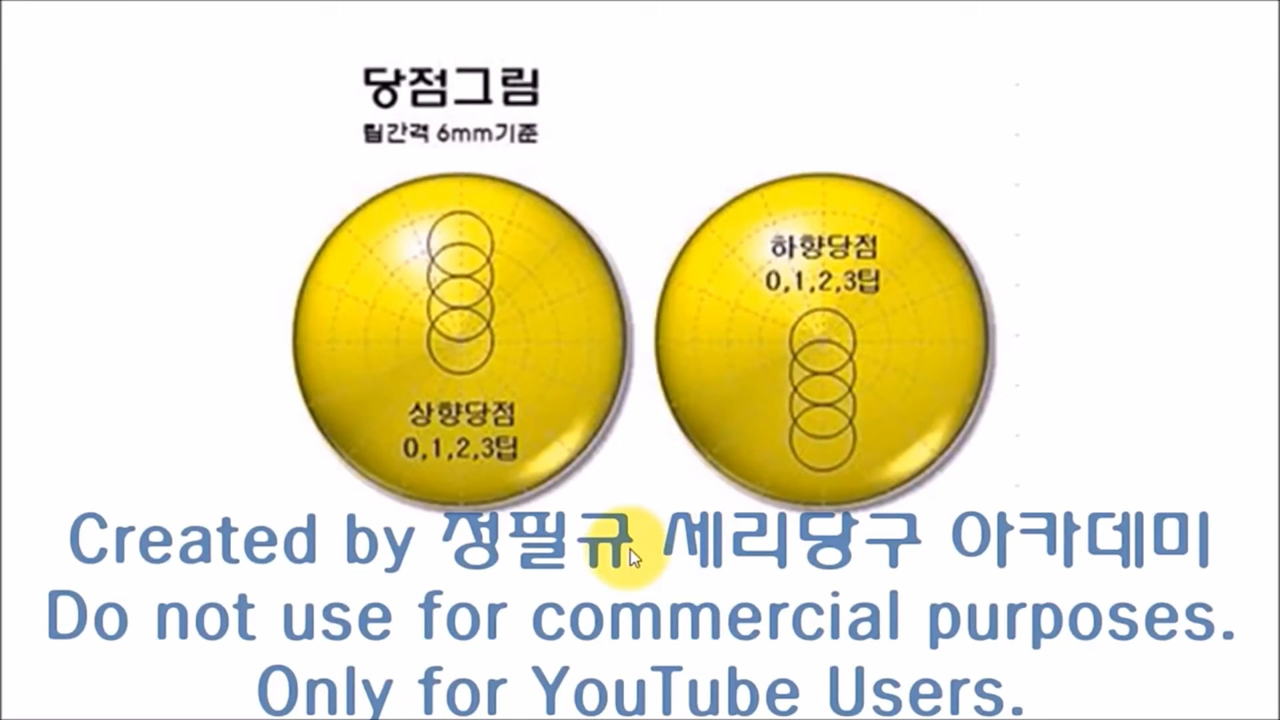 당점그림
팁간격 6mm기준
하향당점
0,1,2,3팁
상향당점
0,1,2,3팁
Created by 정필규 세리당구 아카데미
Do not use for commercial purposes.
Only for YouTube Users.